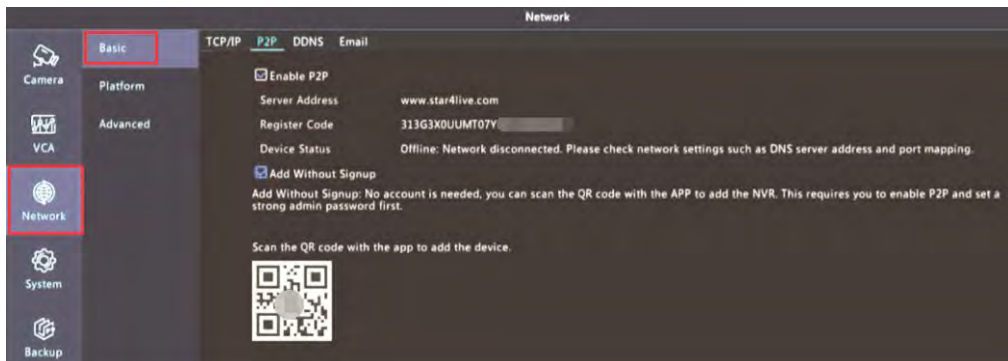 Network
Camera
VCA
Network
System
Backup
Basic
Platform
Advanced
TCP/IP P2P DDNS Email
Enable P2P
Server Address www.star4live.com
Register Code 313G3X0UUMT07Y
Device Status Offline: Network disconnected. Please check network settings such as DNS server address and port mapping.
Add Without Signup
Add Without Signup: No account is needed, you can scan the QR code with the APP to add the NVR. This requires you to enable P2P and set a
strong admin password first.
Scan the QR code with the app to add the device.